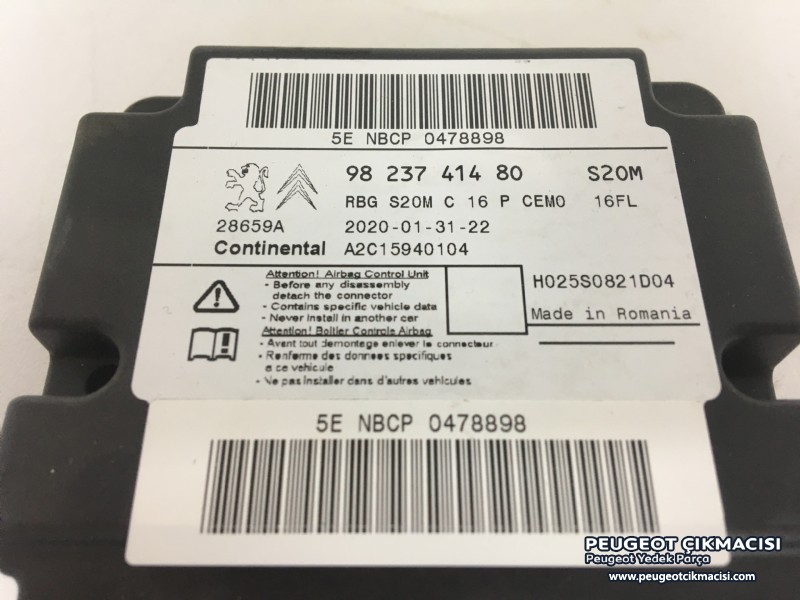 5E NBCP 0478898
98 237 414 80 S20M
RBG S20M C 16 P CEMO 16FL
28659A 2020-01-31-22
Continental A2C15940104
Attention! Airbag Control Unit
- Before any disassembly
detach the connector
- Contains specific vehicle data
- Never install in another car
Attention! Boitier Controle Airbag
- Avant tout demontage enlever le connecteur
- Renferme des donnees specifiques
a ce vehicule
- Ne pas installer dans d'autres vehicules
H025S0821D04
Made in Romania
5E NBCP 0478898
PEUGEOT ÇIKMACISI
Peugeot Yedek Parça
www.peugeotcikmacisi.com